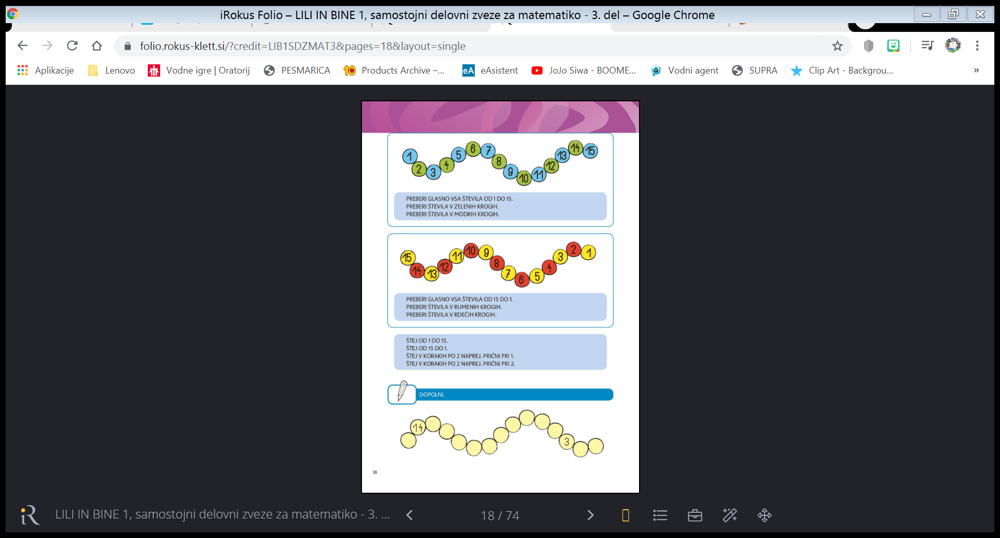 iRokus Folio – LILI IN BINE 1, samostojni delovni zveze za matematiko - 3. del – Google Chrome
folio.rokus-klett.si/?credit=LIB1SDZMAT3&pages=18&layout=single
Aplikacije Lenovo Vodne igre | Oratorij PESMARICA Products Archive –... eA eAsistent JoJo Siwa - BOOME... Vodni agent SUPRA Clip Art - Backgrou... »
1 2 3 4 5 6 7 8 9 10 11 12 13 14 15
PREBERI GLASNO VSA ŠTEVILA OD 1 DO 15.
PREBERI ŠTEVILA V ZELENIH KROGIH.
PREBERI ŠTEVILA V MODRIH KROGIH.
15 14 13 12 11 10 9 8 7 6 5 4 3 2 1
PREBERI GLASNO VSA ŠTEVILA OD 15 DO 1.
PREBERI ŠTEVILA V RUMENIH KROGIH.
PREBERI ŠTEVILA V RDEČIH KROGIH.
ŠTEJ OD 1 DO 15.
ŠTEJ OD 15 DO 1.
ŠTEJ V KORAKIH PO 2 NAPREJ. PRIČNI PRI 1.
ŠTEJ V KORAKIH PO 2 NAPREJ. PRIČNI PRI 2.
DOPOLNI.
14 3
18
iR LILI IN BINE 1, samostojni delovni zveze za matematiko - 3. ... 18 / 74